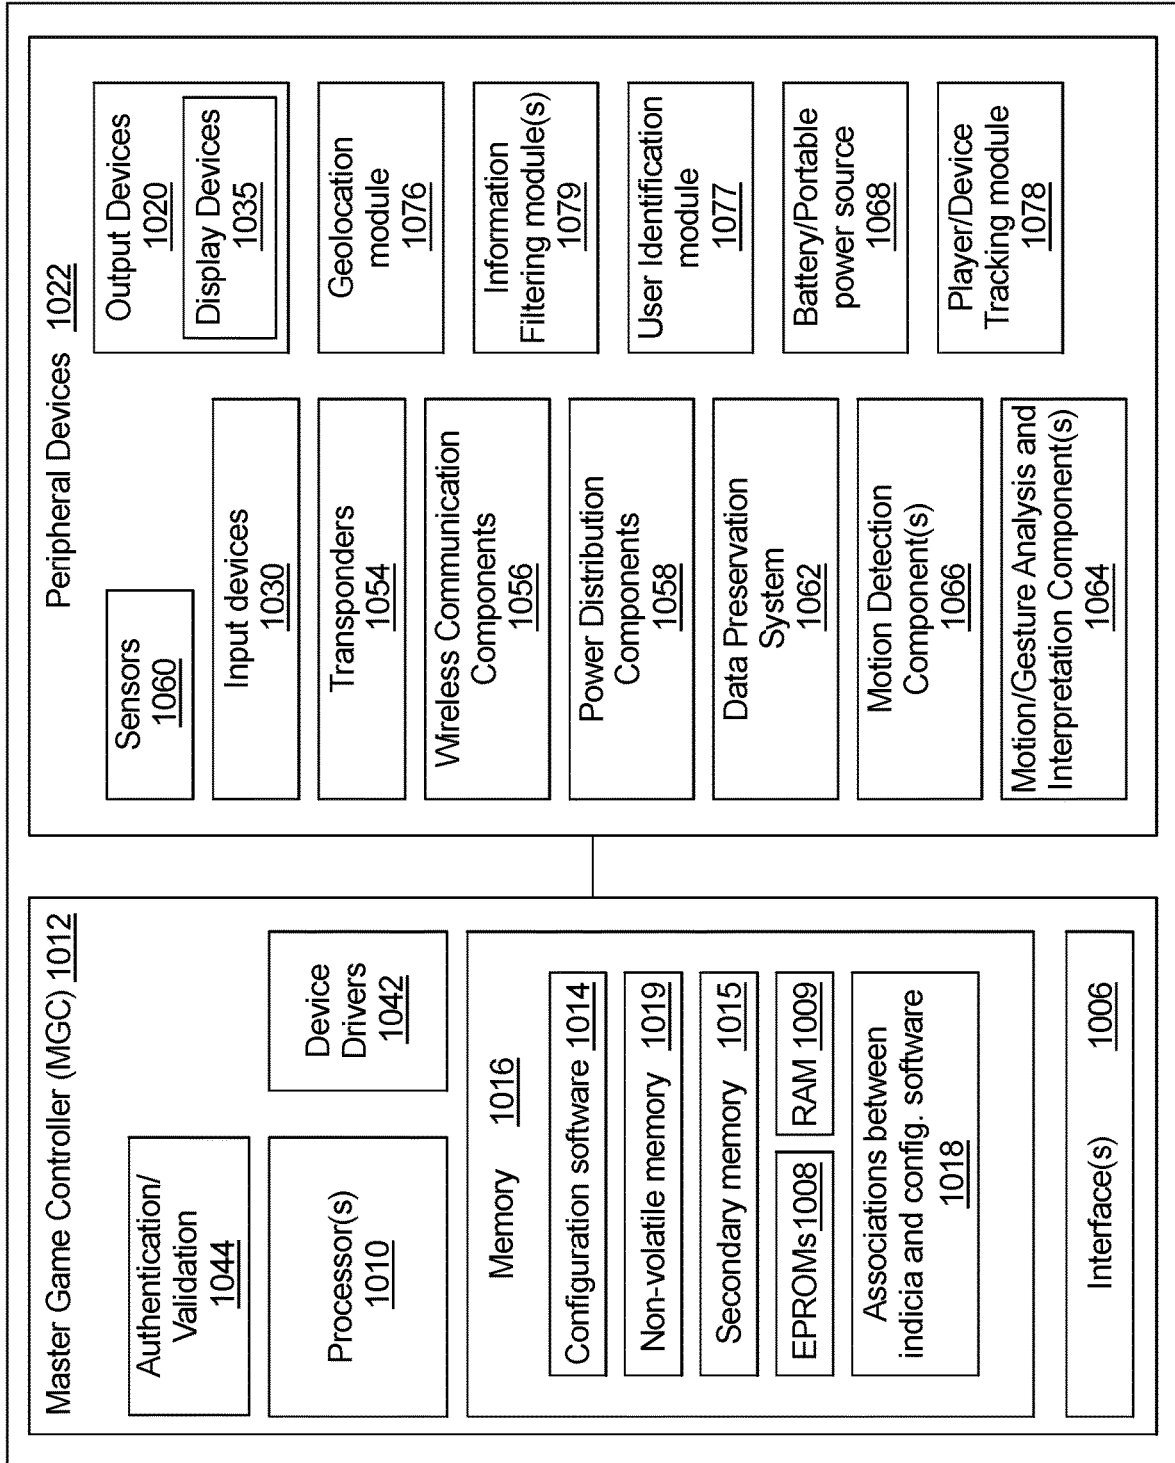 Master Game Controller (MGC) 1012
Authentication/
Validation
1044
Processor(s)
1010
Device
Drivers
1042
Memory 1016
Configuration software 1014
Non-volatile memory 1019
Secondary memory 1015
EPROMs1008
RAM 1009
Associations between
indicia and config. software
1018
Interface(s) 1006
Peripheral Devices 1022
Sensors
1060
Input devices
1030
Transponders
1054
Wireless Communication
Components
1056
Power Distribution
Components
1058
Data Preservation
System
1062
Motion Detection
Component(s)
1066
Motion/Gesture Analysis and
Interpretation Component(s)
1064
Output Devices
1020
Display Devices
1035
Geolocation
module
1076
Information
Filtering module(s)
1079
User Identification
module
1077
Battery/Portable
power source
1068
Player/Device
Tracking module
1078